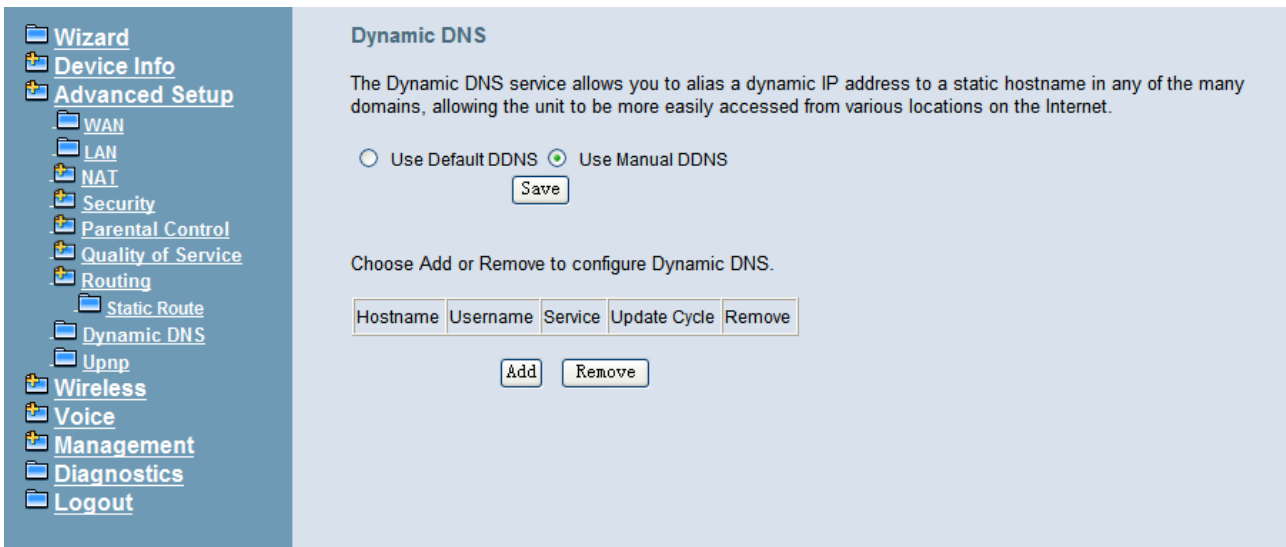 Wizard
Device Info
Advanced Setup
WAN
LAN
NAT
Security
Parental Control
Quality of Service
Routing
Static Route
Dynamic DNS
Upnp
Wireless
Voice
Management
Diagnostics
Logout
Dynamic DNS
The Dynamic DNS service allows you to alias a dynamic IP address to a static hostname in any of the many
domains, allowing the unit to be more easily accessed from various locations on the Internet.
Use Default DDNS Use Manual DDNS
Save
Choose Add or Remove to configure Dynamic DNS.
Hostname Username Service Update Cycle Remove
Add Remove